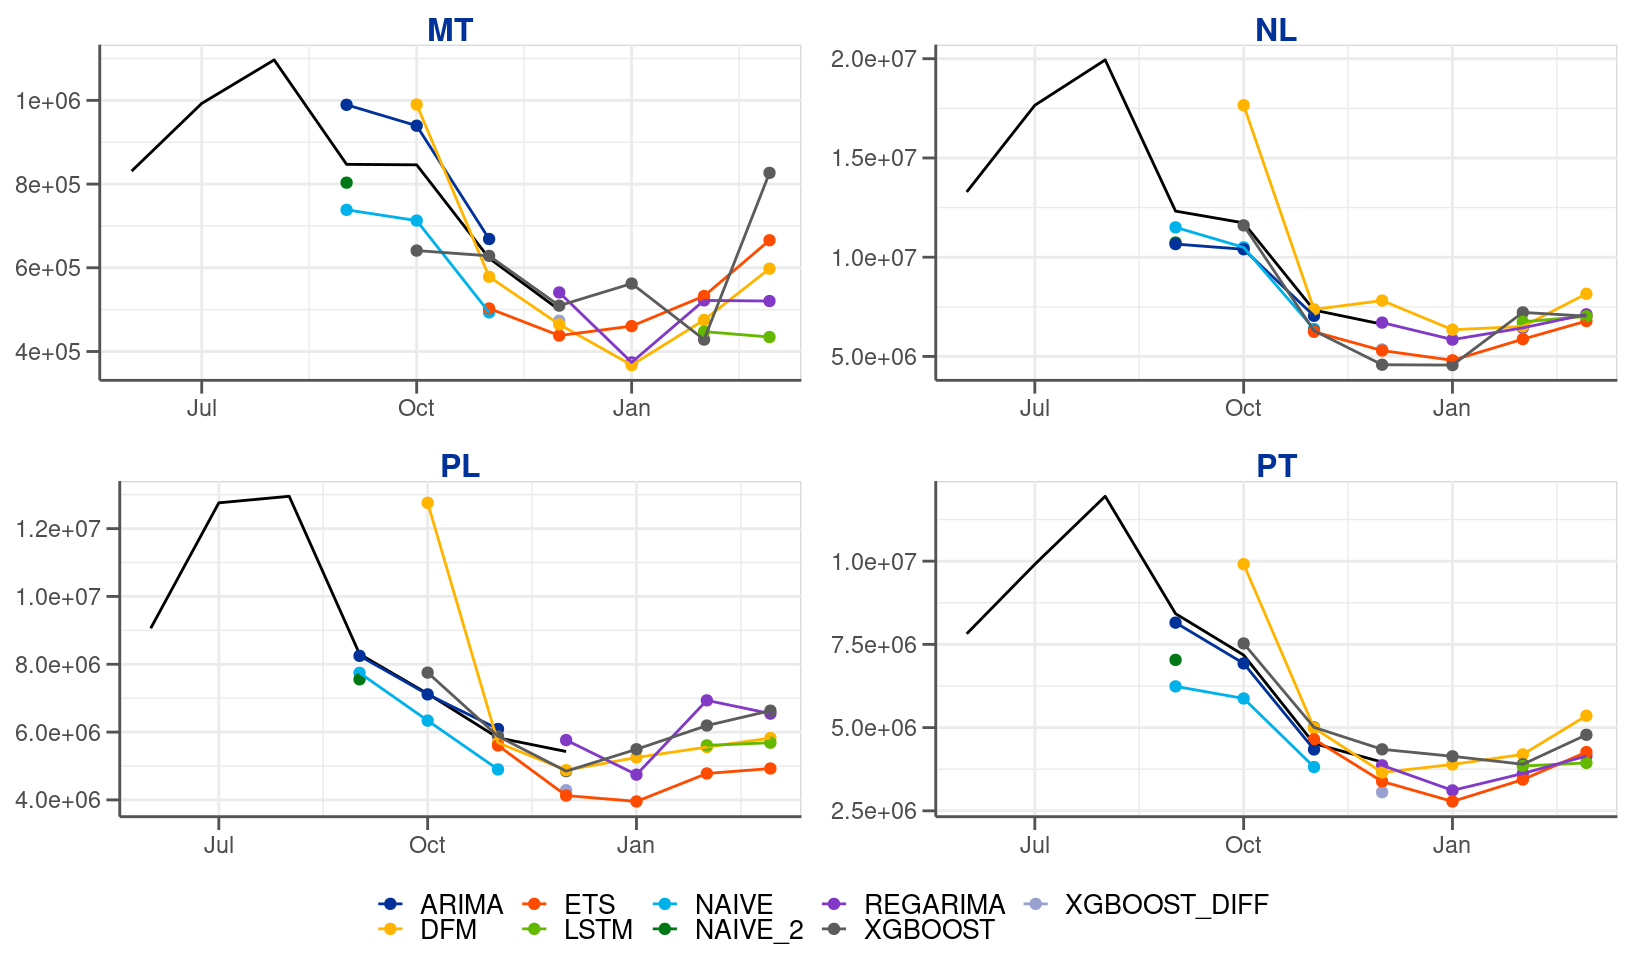 MT
NL
1e+06
8e+05
6e+05
4e+05
Jul
Oct
Jan
2.0e+07
1.5e+07
1.0e+07
5.0e+06
Jul
Oct
Jan
PL
PT
1.2e+07
1.0e+07
8.0e+06
6.0e+06
4.0e+06
Jul
Oct
Jan
1.0e+07
7.5e+06
5.0e+06
2.5e+06
Jul
Oct
Jan
ARIMA ETS NAIVE REGARIMA XGBOOST_DIFF
DFM LSTM NAIVE_2 XGBOOST